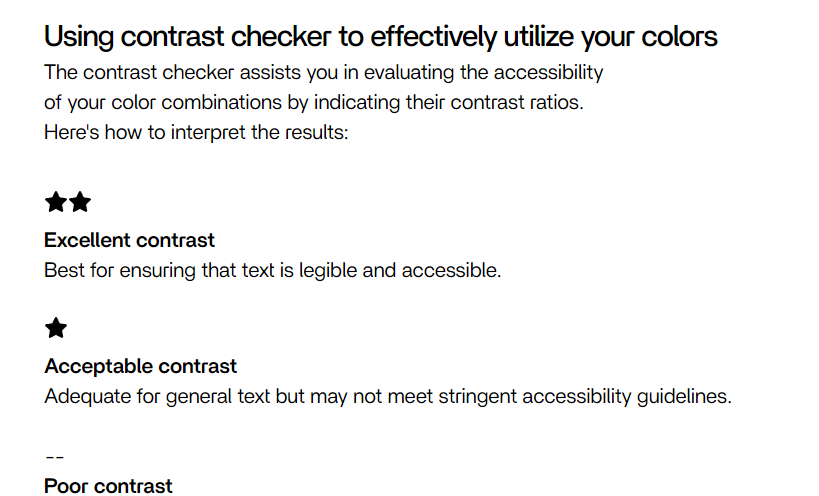 Using contrast checker to effectively utilize your colors
The contrast checker assists you in evaluating the accessibility
of your color combinations by indicating their contrast ratios.
Here's how to interpret the results:
★★
Excellent contrast
Best for ensuring that text is legible and accessible.
★
Acceptable contrast
Adequate for general text but may not meet stringent accessibility guidelines.
--
Poor contrast